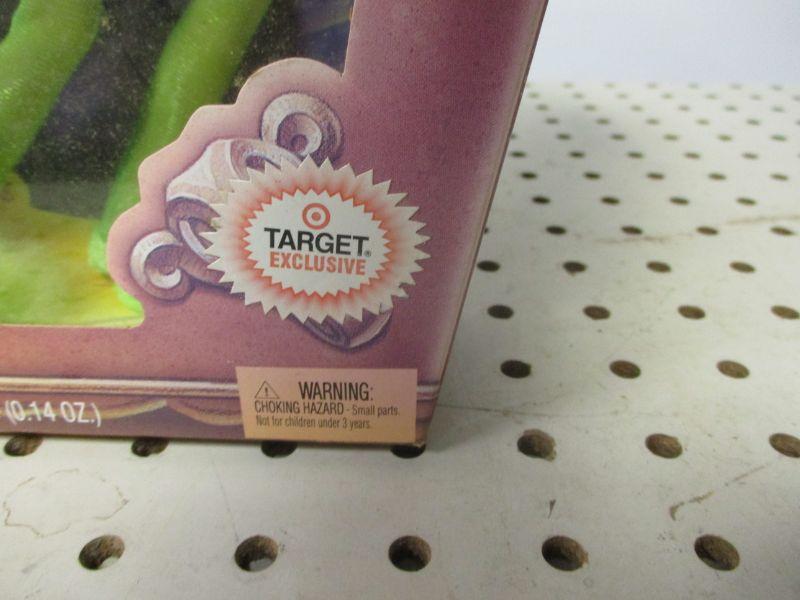 TARGET®
EXCLUSIVE
WARNING:
CHOKING HAZARD - Small parts.
Not for children under 3 years.
(0.14 OZ.)